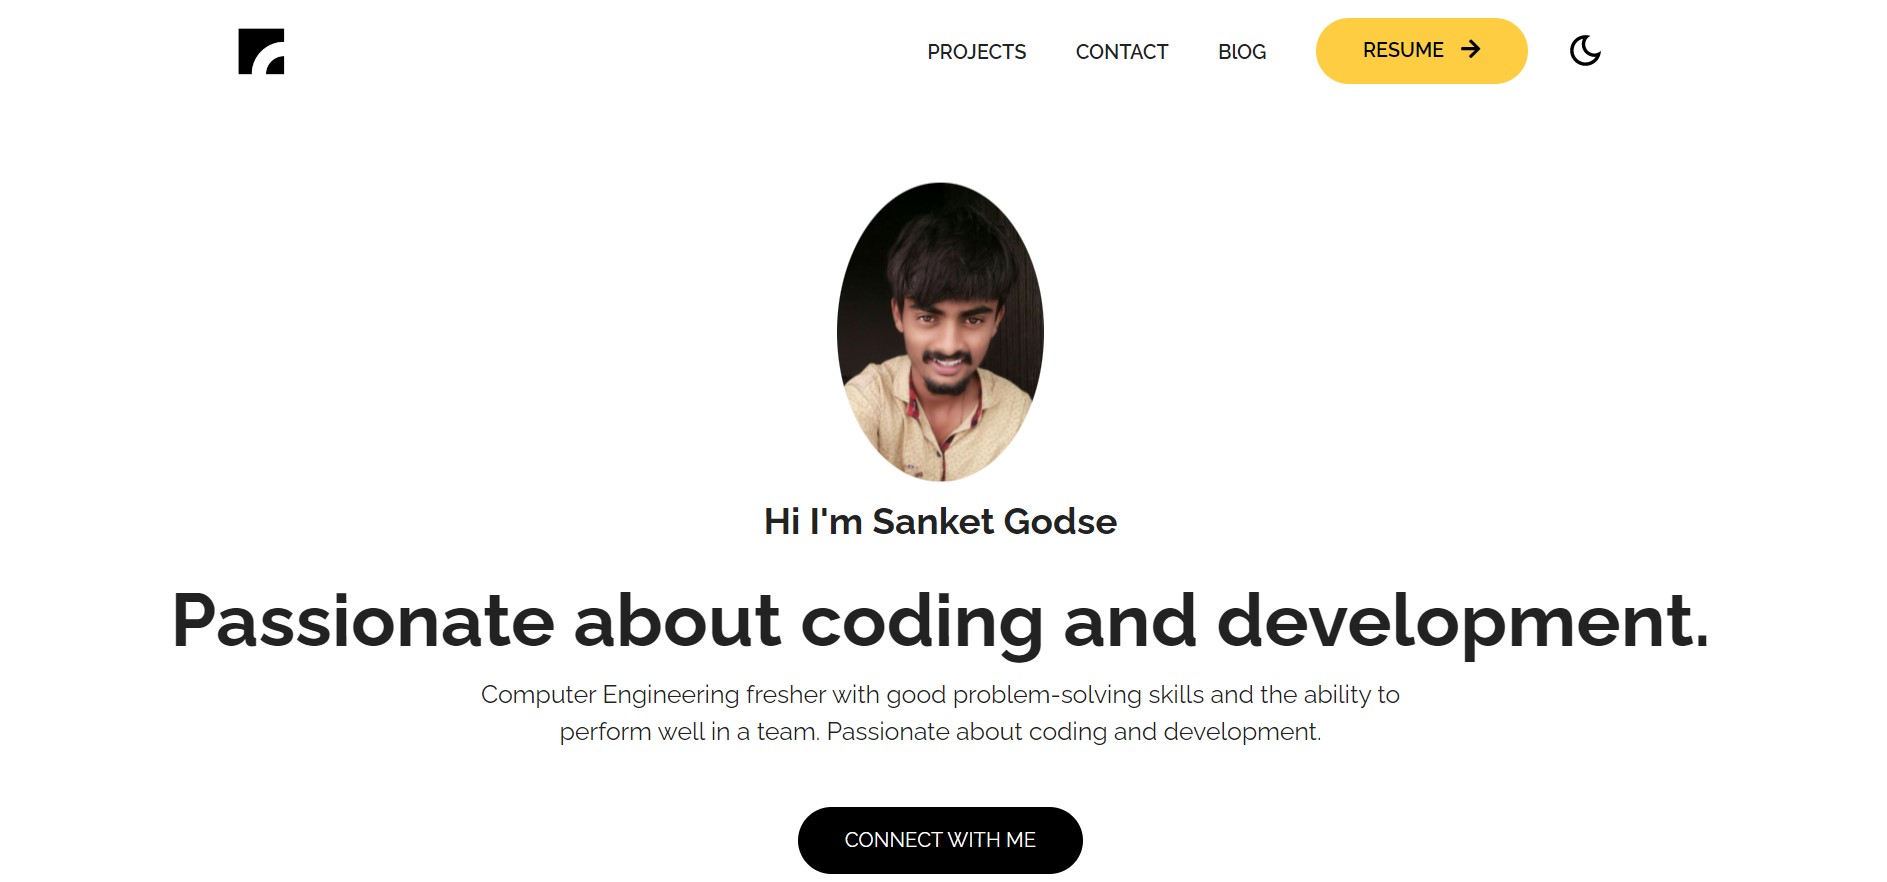 PROJECTS CONTACT BlOG RESUME
Hi I'm Sanket Godse
Passionate about coding and development.
Computer Engineering fresher with good problem-solving skills and the ability to
perform well in a team. Passionate about coding and development.
CONNECT WITH ME